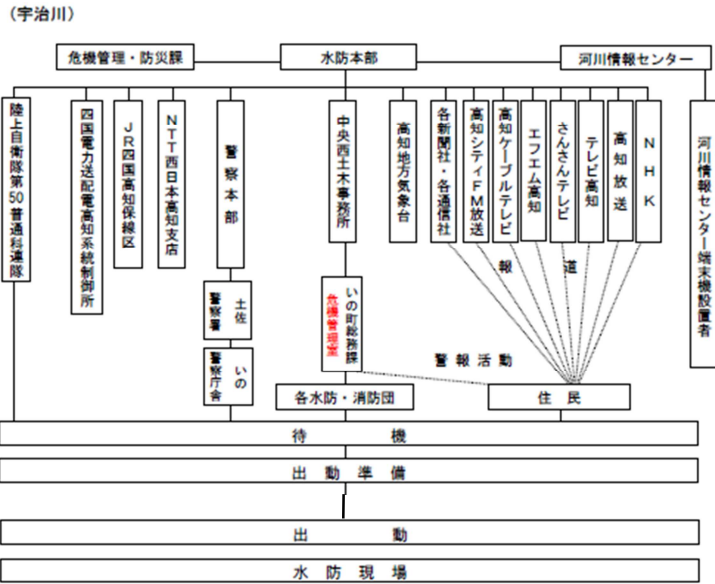 （宇治川）
危機管理・防災課
水防本部
河川情報センター
陸上自衛隊第50普通科連隊
四国電力送配電高知系統制御所
JR四国高知保線区
NTT西日本高知支店
警察本部
中央西土木事務所
高知地方気象台
各新聞社・各通信社
高知シティFM放送
高知ケーブルテレビ
エフエム高知
さんさんテレビ
テレビ高知
高知放送
NHK
河川情報センター端末機設置者
報道
土佐
警察署
いの町総務課
危機管理室
いの
警察庁舎
警報活動
各水防・消防団
住民
待機
出動準備
出動
水防現場